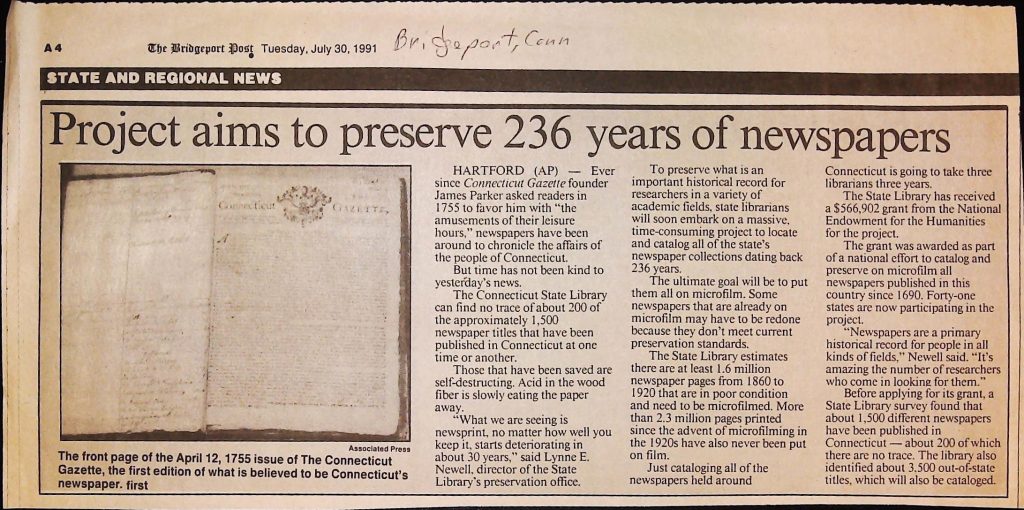 A4 The Bridgeport Post Tuesday, July 30, 1991 Bridgeport, Conn
STATE AND REGIONAL NEWS
Project aims to preserve 236 years of newspapers
Connecticut GAZETTE,
Associated Press
The front page of the April 12, 1755 issue of The Connecticut
Gazette, the first edition of what is believed to be Connecticut's
newspaper. first
HARTFORD (AP) — Ever
since Connecticut Gazette founder
James Parker asked readers in
1755 to favor him with “the
amusements of their leisure
hours,” newspapers have been
around to chronicle the affairs of
the people of Connecticut.
But time has not been kind to
yesterday's news.
The Connecticut State Library
can find no trace of about 200 of
the approximately 1,500
newspaper titles that have been
published in Connecticut at one
time or another.
Those that have been saved are
self-destructing. Acid in the wood
fiber is slowly eating the paper
away.
“What we are seeing is
newsprint, no matter how well you
keep it, starts deteriorating in
about 30 years,” said Lynne E.
Newell, director of the State
Library's preservation office.
To preserve what is an
important historical record for
researchers in a variety of
academic fields, state librarians
will soon embark on a massive,
time-consuming project to locate
and catalog all of the state's
newspaper collections dating back
236 years.
The ultimate goal will be to put
them all on microfilm. Some
newspapers that are already on
microfilm may have to be redone
because they don't meet current
preservation standards.
The State Library estimates
there are at least 1.6 million
newspaper pages from 1860 to
1920 that are in poor condition
and need to be microfilmed. More
than 2.3 million pages printed
since the advent of microfilming in
the 1920s have also never been put
on film.
Just cataloging all of the
newspapers held around
Connecticut is going to take three
librarians three years.
The State Library has received
a $566,902 grant from the National
Endowment for the Humanities
for the project.
The grant was awarded as part
of a national effort to catalog and
preserve on microfilm all
newspapers published in this
country since 1690. Forty-one
states are now participating in the
project.
“Newspapers are a primary
historical record for people in all
kinds of fields,” Newell said. “It's
amazing the number of researchers
who come in looking for them.”
Before applying for its grant, a
State Library survey found that
about 1,500 different newspapers
have been published in
Connecticut — about 200 of which
there are no trace. The library also
identified about 3,500 out-of-state
titles, which will also be cataloged.